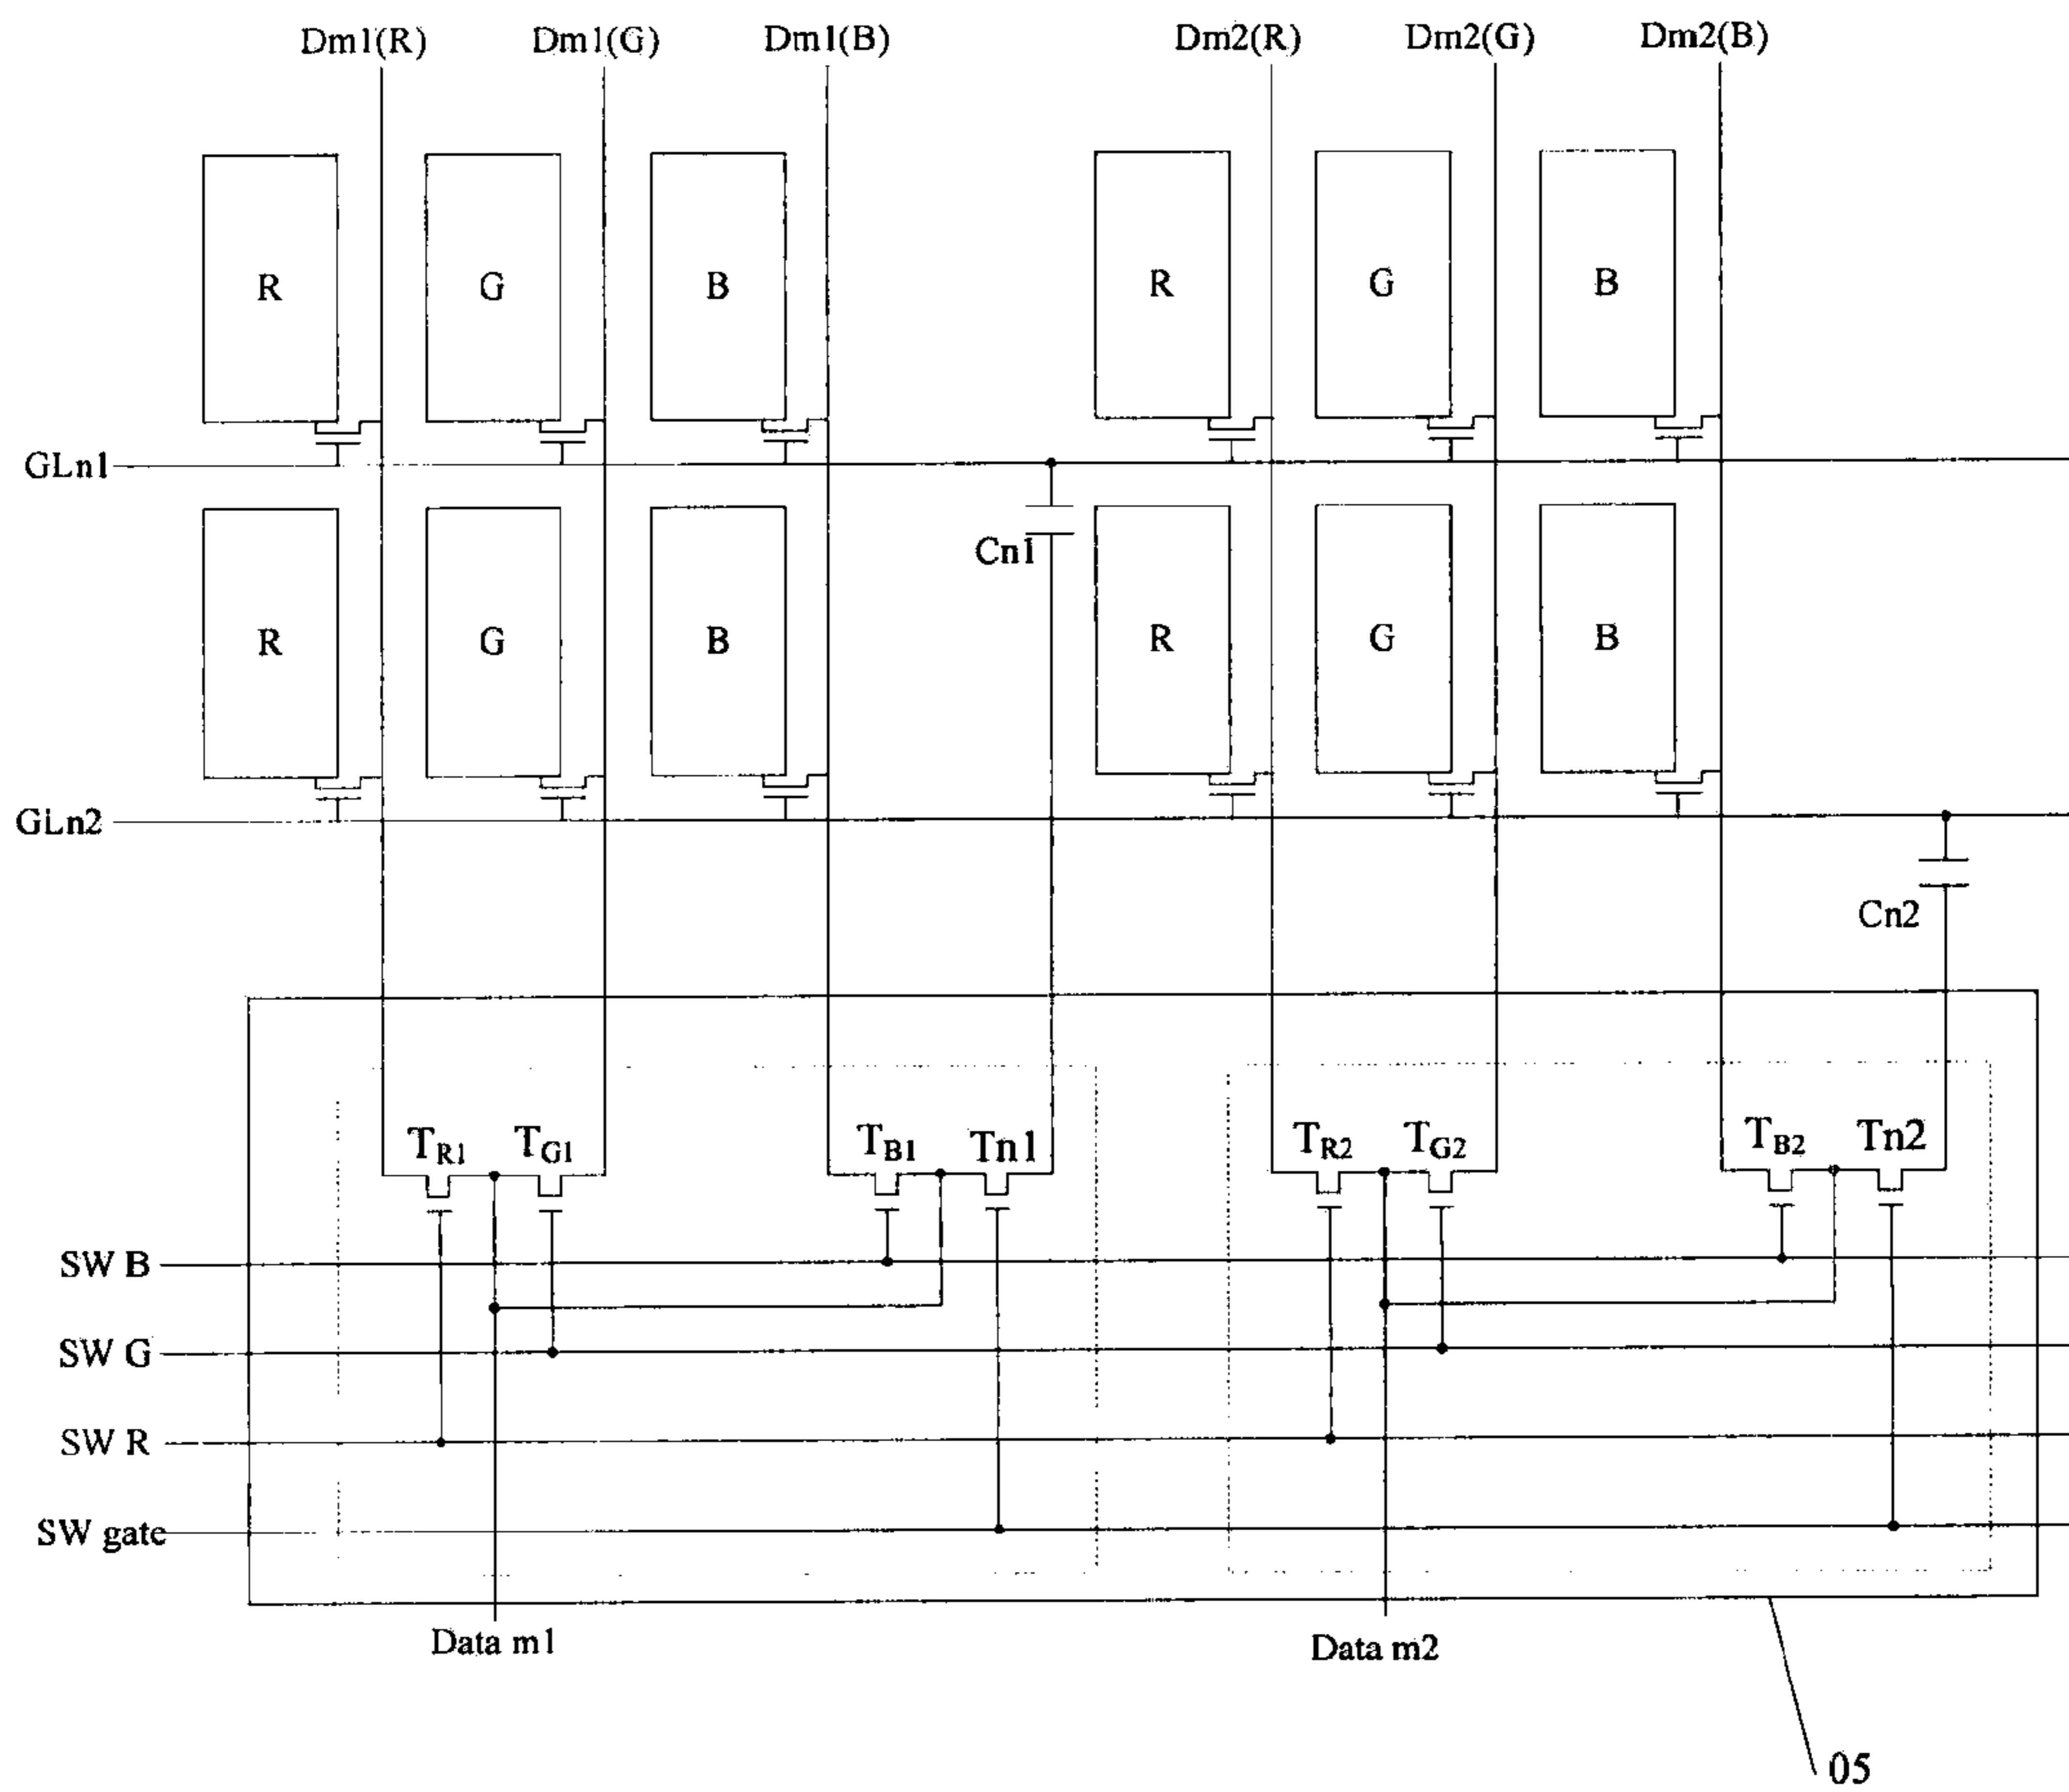 Dm1(R) Dm1(G) Dm1(B) Dm2(R) Dm2(G) Dm2(B)
R G B R G B
GLn1
Cn1
R G B R G B
GLn2
Cn2
TR1 TG1 TB1 Tn1 TR2 TG2 TB2 Tn2
SW B
SW G
SW R
SW gate
Data m1 Data m2
05